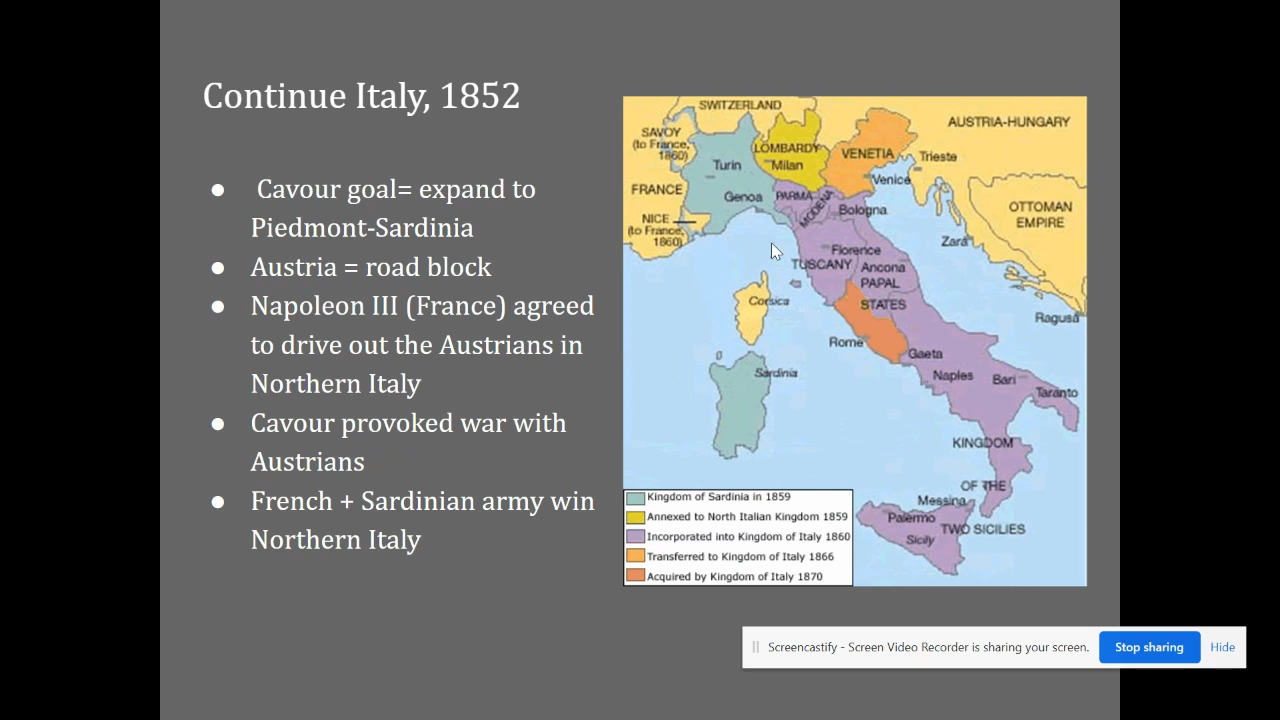 Continue Italy, 1852
● Cavour goal= expand to
Piedmont-Sardinia
● Austria = road block
● Napoleon III (France) agreed
to drive out the Austrians in
Northern Italy
● Cavour provoked war with
Austrians
● French + Sardinian army win
Northern Italy
SWITZERLAND
AUSTRIA-HUNGARY
SAVOY
(to France,
1860)
LOMBARDY
Milan
VENETIA
Trieste
Turin
Venice
FRANCE
Genoa
PARMA
MODENA
Bologna
OTTOMAN
EMPIRE
NICE
(to France,
1860)
Zara
Florence
TUSCANY
Ancona
PAPAL
STATES
Corsica
Ragusa
Rome
Gaeta
Sardinia
Naples
Bari
Taranto
KINGDOM
OF THE
TWO SICILIES
Messina
Palermo
Sicily
Kingdom of Sardinia in 1859
Annexed to North Italian Kingdom 1859
Incorporated into Kingdom of Italy 1860
Transferred to Kingdom of Italy 1866
Acquired by Kingdom of Italy 1870
Screencastify - Screen Video Recorder is sharing your screen.
Stop sharing
Hide